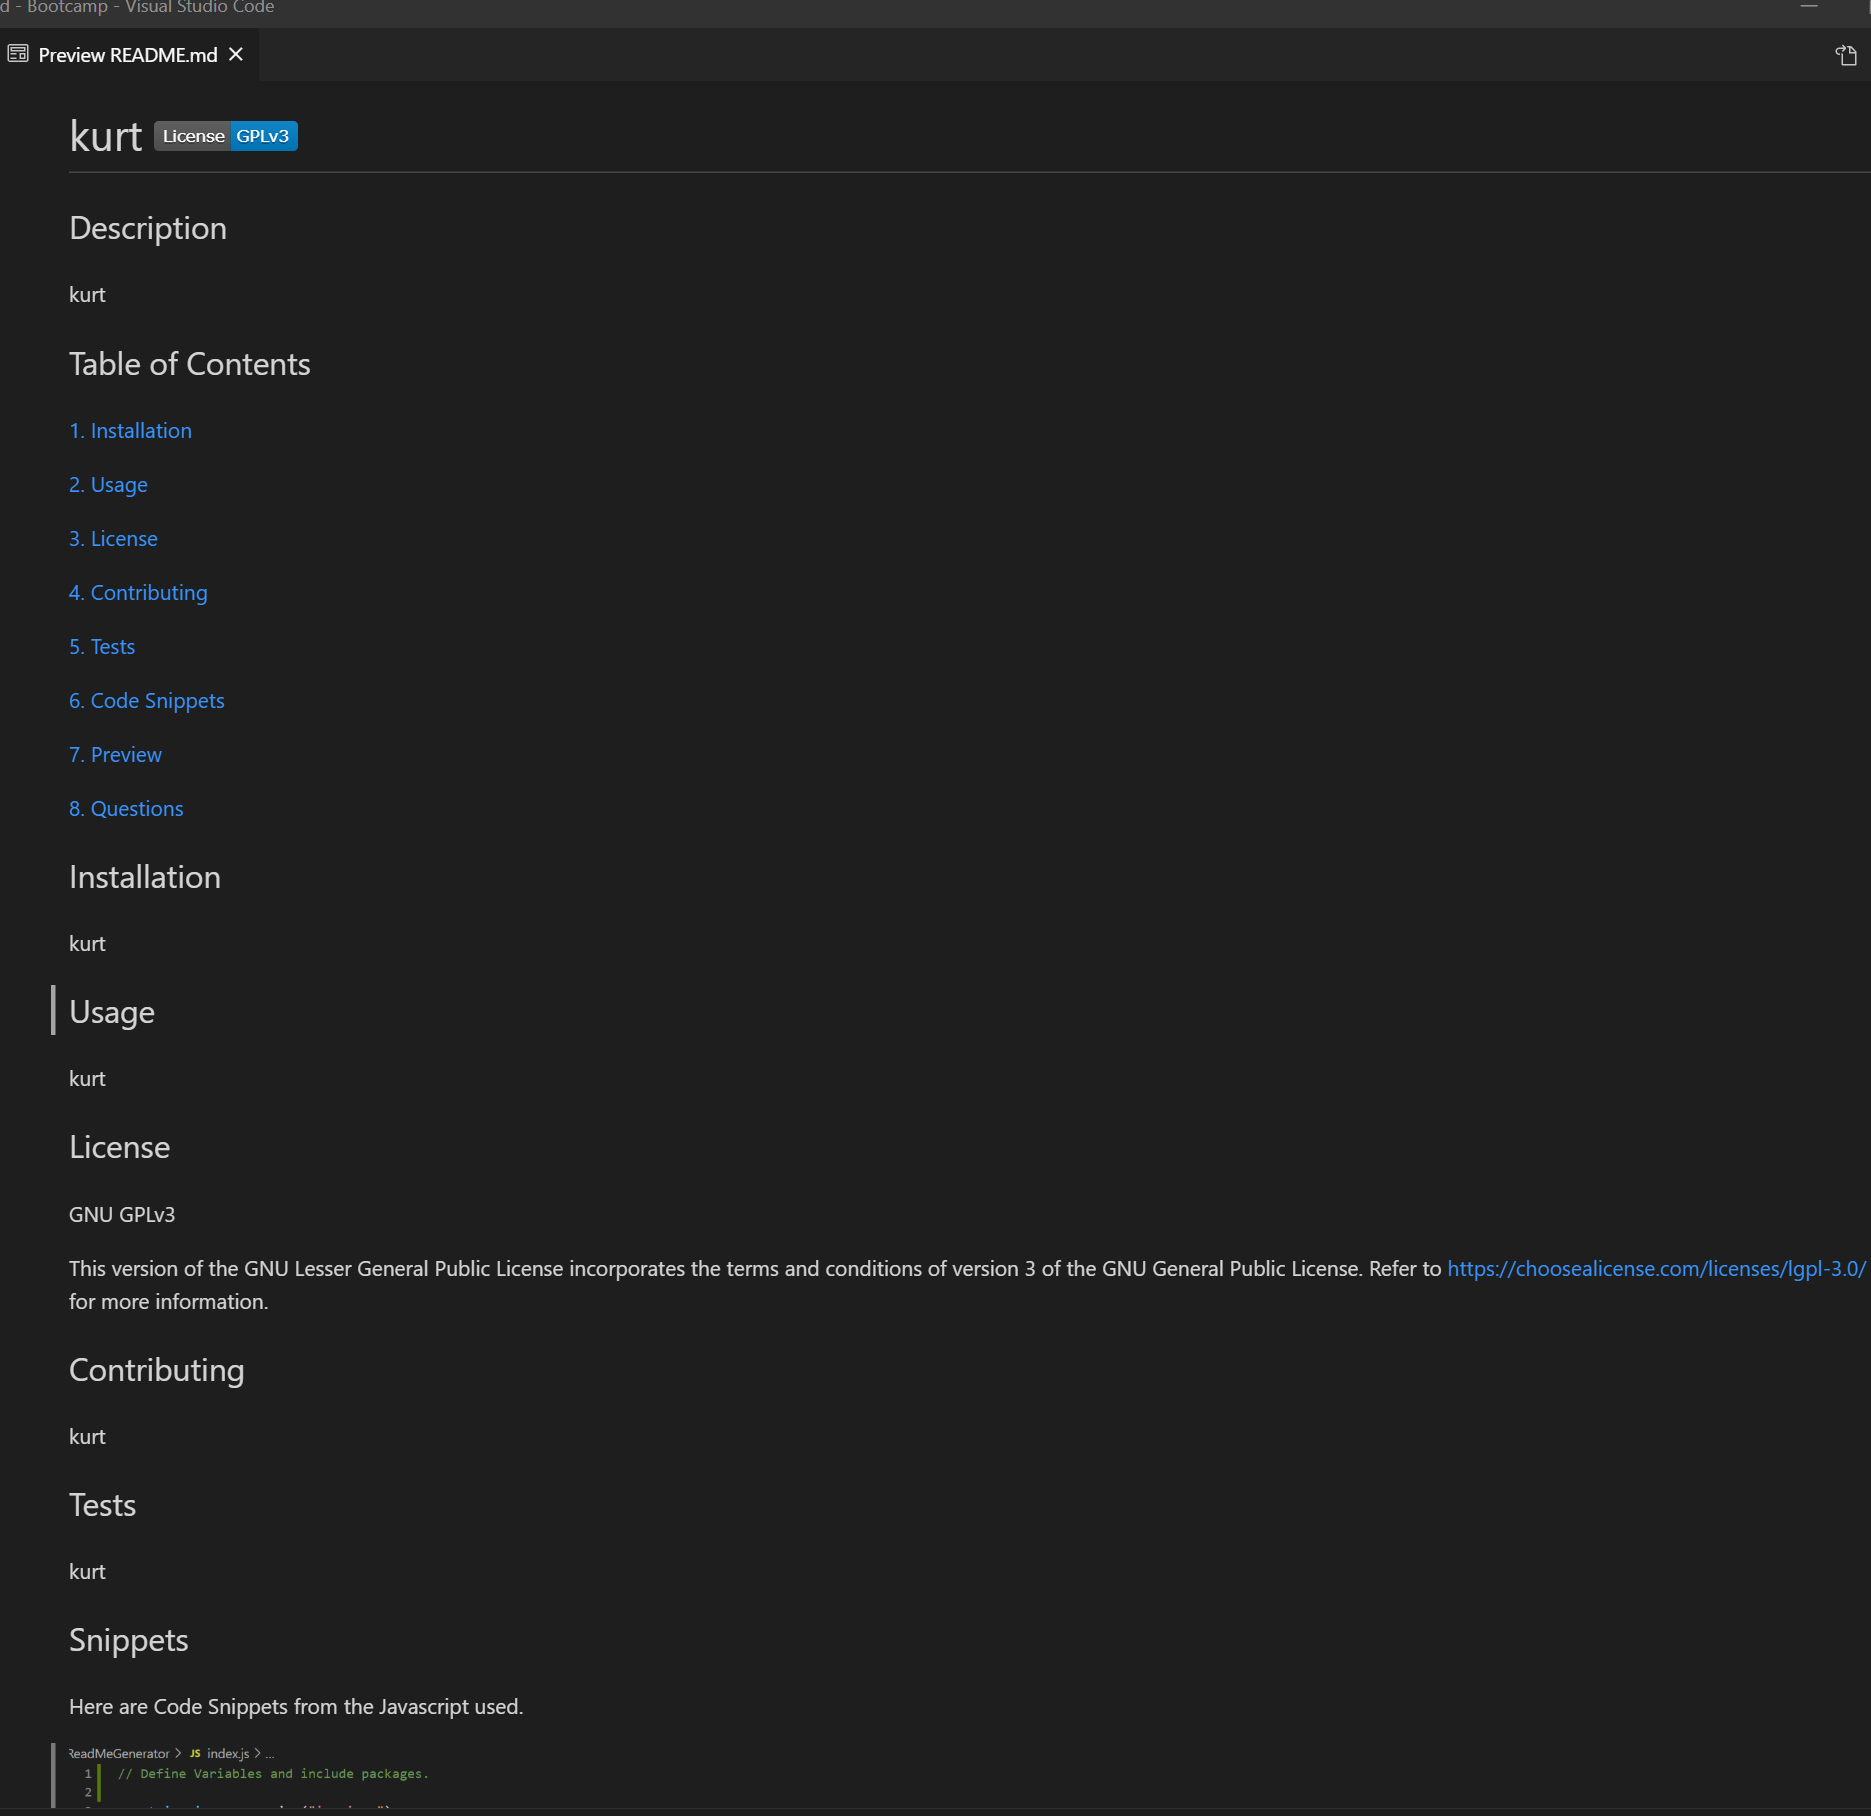 d - Bootcamp - Visual Studio Code
Preview README.md
kurt License GPLv3
Description
kurt
Table of Contents
1. Installation
2. Usage
3. License
4. Contributing
5. Tests
6. Code Snippets
7. Preview
8. Questions
Installation
kurt
Usage
kurt
License
GNU GPLv3
This version of the GNU Lesser General Public License incorporates the terms and conditions of version 3 of the GNU General Public License. Refer to https://choosealicense.com/licenses/lgpl-3.0/
for more information.
Contributing
kurt
Tests
kurt
Snippets
Here are Code Snippets from the Javascript used.
ReadMeGenerator > JS index.js > ...
1 // Define Variables and include packages.
2